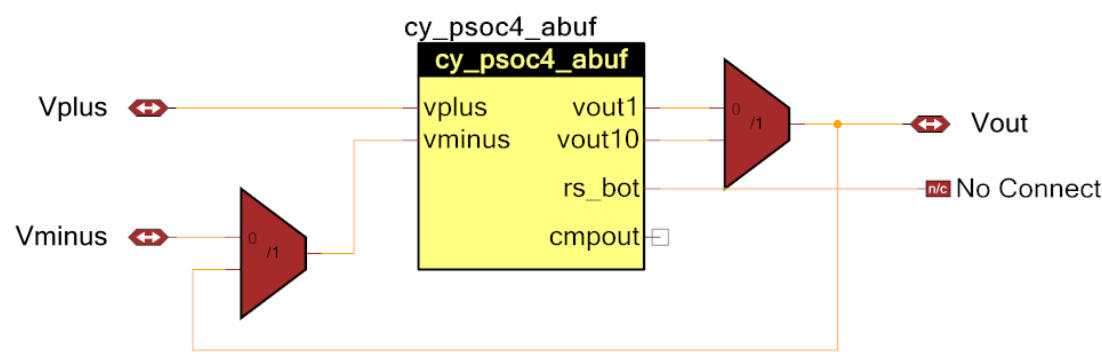 cy_psoc4_abuf
cy_psoc4_abuf
Vplus
vplus
vout1
0
/1
Vout
vminus
vout10
rs_bot
n/c No Connect
Vminus
0
/1
cmpout